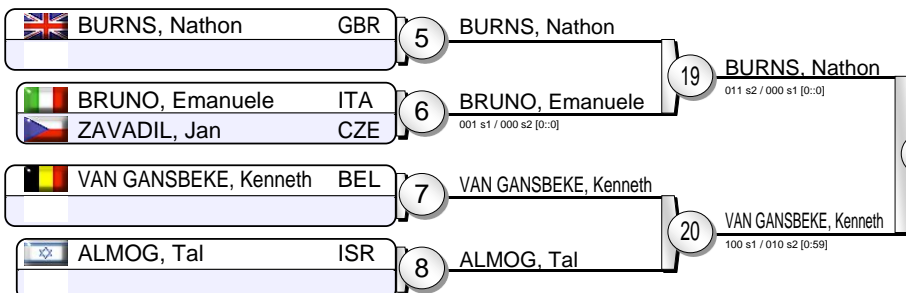 BURNS, Nathon GBR
5
BURNS, Nathon
BRUNO, Emanuele ITA
ZAVADIL, Jan CZE
6
BRUNO, Emanuele
001 s1 / 000 s2 [0::0]
19
BURNS, Nathon
011 s2 / 000 s1 [0::0]
VAN GANSBEKE, Kenneth BEL
7
VAN GANSBEKE, Kenneth
ALMOG, Tal ISR
8
ALMOG, Tal
20
VAN GANSBEKE, Kenneth
100 s1 / 010 s2 [0:59]